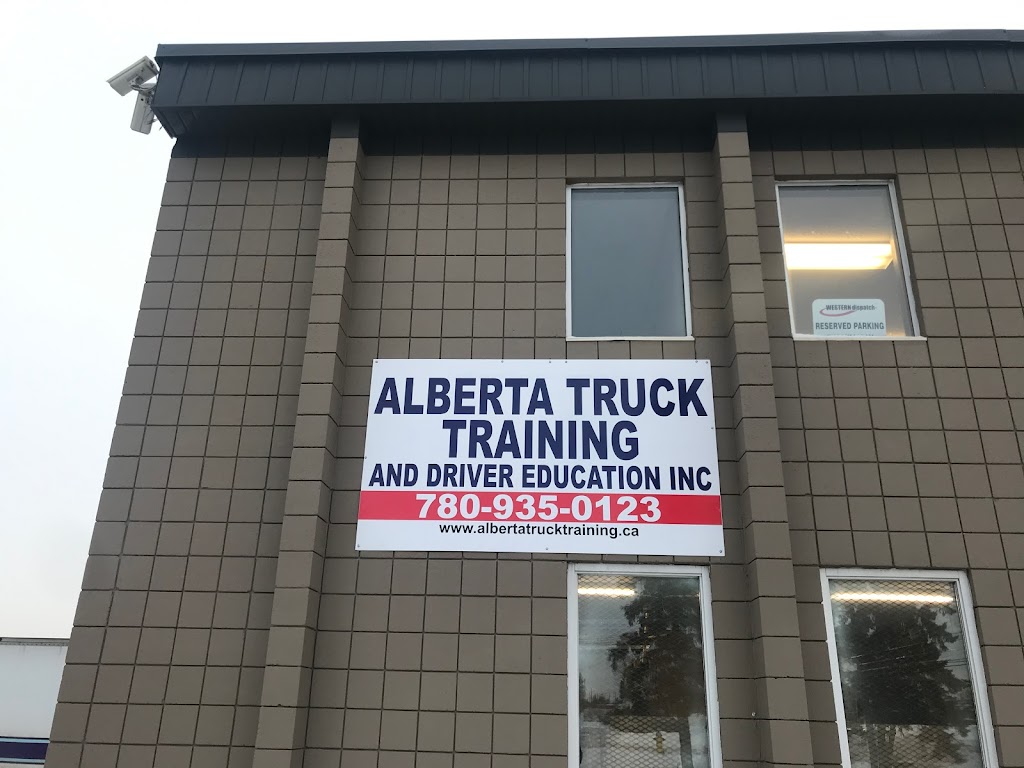 WESTERN dispatch
RESERVED PARKING
ALBERTA TRUCK
TRAINING
AND DRIVER EDUCATION INC
780-935-0123
www.albertatrucktraining.ca